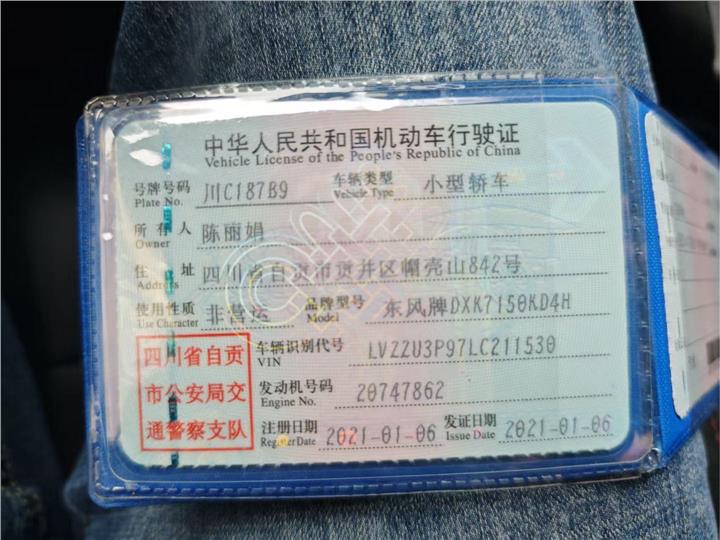 中华人民共和国机动车行驶证
Vehicle License of the People's Republic of China
号牌号码 川C187B9 车辆类型 小型轿车
Plate No. Vehicle Type
所有人 陈丽娟
Owner
住址 四川省自贡市贡井区帽壳山842号
Address
使用性质 非营运 品牌型号 东风牌DXK7150KD4H
Use Character Model
四川省自贡
市公安局交
通警察支队
车辆识别代号 LVZZU3P97LC211530
VIN
发动机号码 20747862
Engine No.
注册日期 2021-01-06 发证日期 2021-01-06
Register Date Issue Date